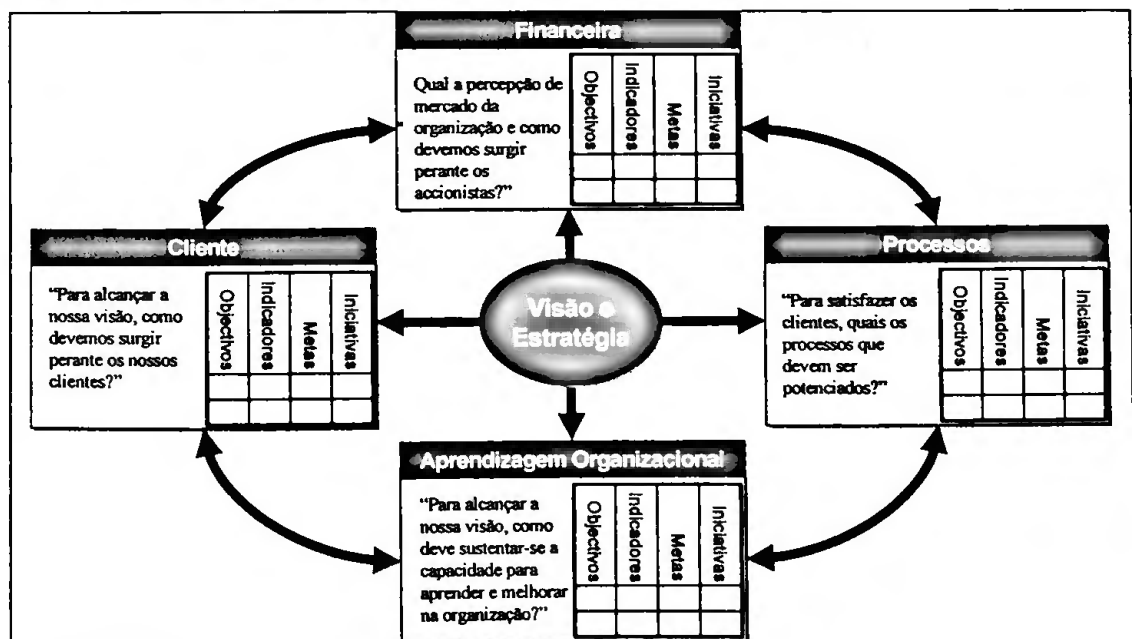 Financeira
Qual a percepção de
mercado da
organização e como
devemos surgir
perante os
accionistas?”
Objectivos
Indicadores
Metas
Iniciativas
Cliente
“Para alcançar a
nossa visão, como
devemos surgir
perante os nossos
clientes?”
Objectivos
Indicadores
Metas
Iniciativas
Visão e
Estratégia
Processos
“Para satisfazer os
clientes, quais os
processos que
devem ser
potenciados?”
Objectivos
Indicadores
Metas
Iniciativas
Aprendizagem Organizacional
“Para alcançar a
nossa visão, como
deve sustentar-se a
capacidade para
aprender e melhorar
na organização?”
Objectivos
Indicadores
Metas
Iniciativas